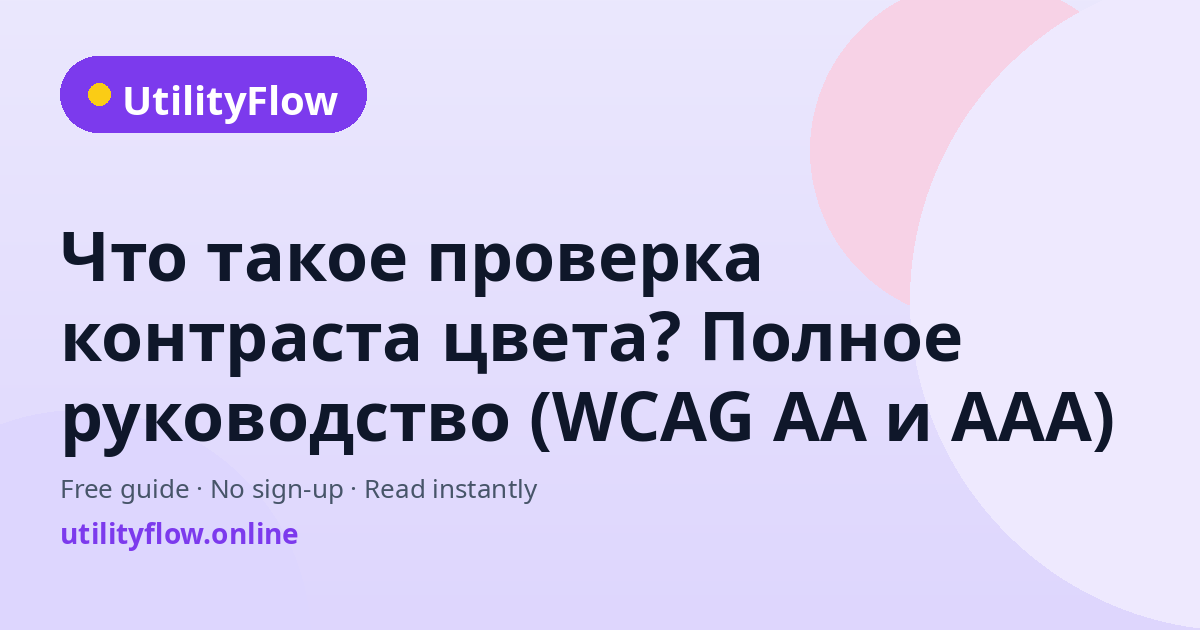 UtilityFlow
Что такое проверка
контраста цвета? Полное
руководство (WCAG AA и AAA)
Free guide · No sign-up · Read instantly
utilityflow.online